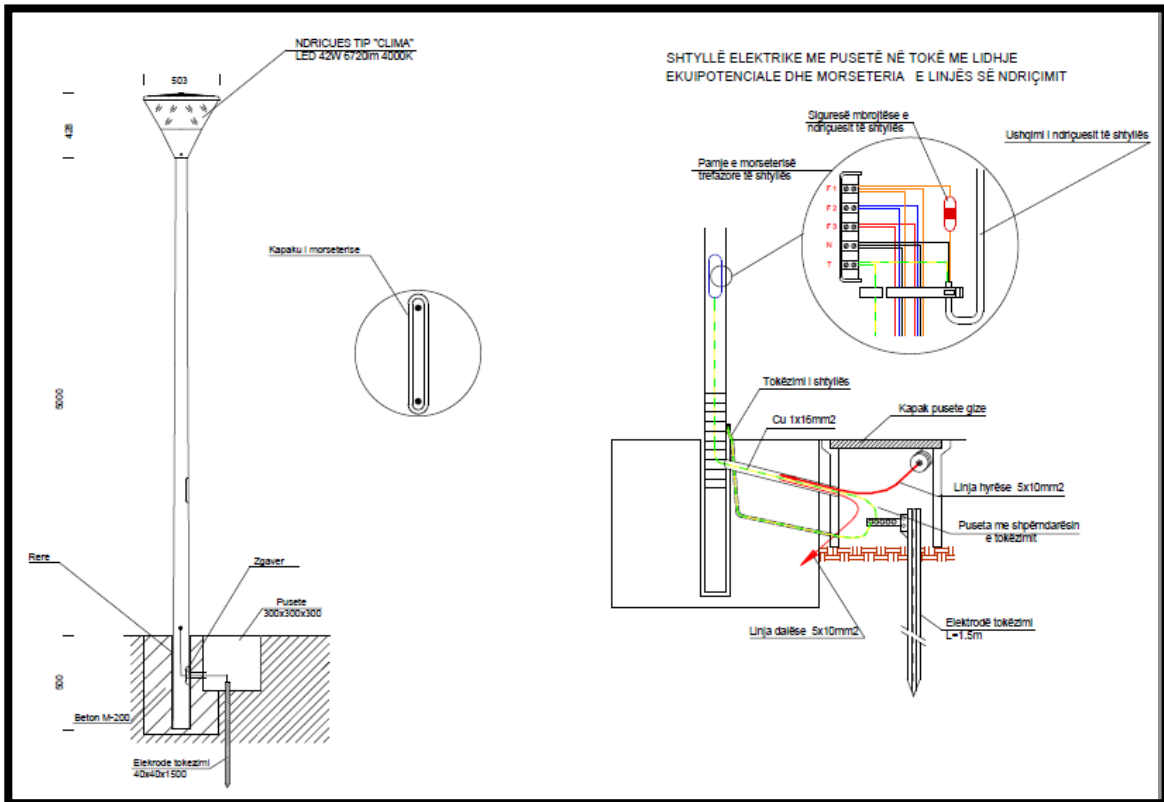 NDRICUES TIP "CLIMA"
LED 42W 6720lm 4000K
503
428
5000
500
Kapaku i morseterise
Rere
Zgaver
Pusete
300x300x300
Beton M-200
Elekrode tokezimi
40x40x1500
SHTYLLË ELEKTRIKE ME PUSETË NË TOKË ME LIDHJE
EKUIPOTENCIALE DHE MORSETERIA E LINJËS SË NDRIÇIMIT
Siguresë mbrojtëse e
ndriçuesit të shtyllës
Ushqimi i ndriçuesit të shtyllës
Pamje e morseterisë
trefazore të shtyllës
F1
F2
F3
N
T
Tokëzimi i shtyllës
Cu 1x16mm2
Kapak pusete gize
Linja hyrëse 5x10mm2
Puseta me shpërndarësin
e tokëzimit
Linja dalëse 5x10mm2
Elektrodë tokëzimi
L=1.5m